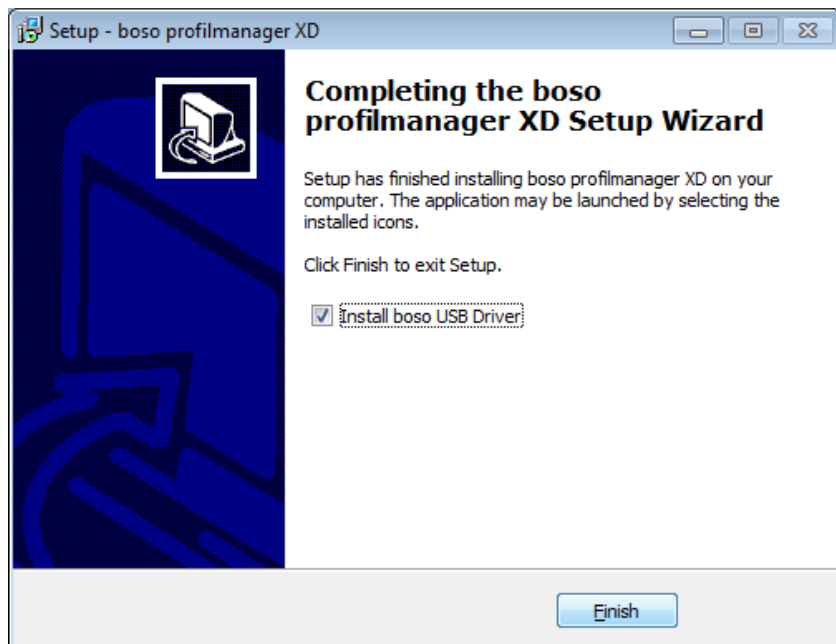 Setup - boso profilmanager XD
Completing the boso
profilmanager XD Setup Wizard
Setup has finished installing boso profilmanager XD on your
computer. The application may be launched by selecting the
installed icons.
Click Finish to exit Setup.
Install boso USB Driver
Finish